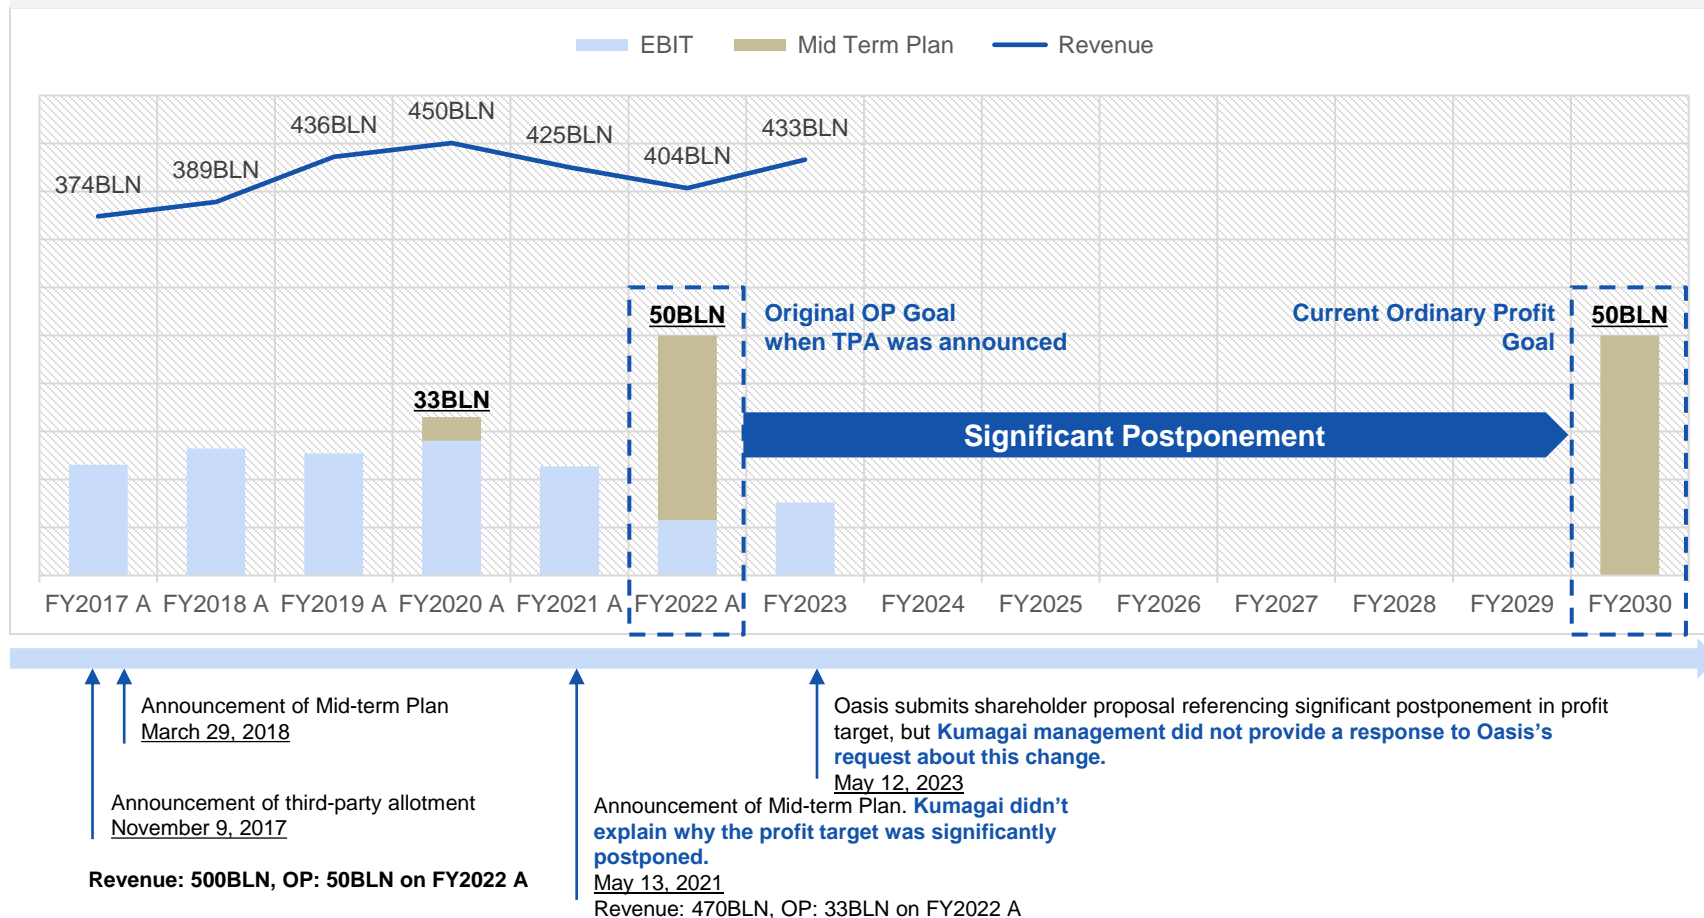 EBIT Mid Term Plan Revenue
374BLN
389BLN
436BLN
450BLN
425BLN
404BLN
433BLN
33BLN
50BLN
Original OP Goal
when TPA was announced
Current Ordinary Profit
Goal
50BLN
Significant Postponement
FY2017 A FY2018 A FY2019 A FY2020 A FY2021 A FY2022 A FY2023 FY2024 FY2025 FY2026 FY2027 FY2028 FY2029 FY2030
Announcement of Mid-term Plan
March 29, 2018
Announcement of third-party allotment
November 9, 2017
Revenue: 500BLN, OP: 50BLN on FY2022 A
Oasis submits shareholder proposal referencing significant postponement in profit
target, but Kumagai management did not provide a response to Oasis’s
request about this change.
May 12, 2023
Announcement of Mid-term Plan. Kumagai didn’t
explain why the profit target was significantly
postponed.
May 13, 2021
Revenue: 470BLN, OP: 33BLN on FY2022 A